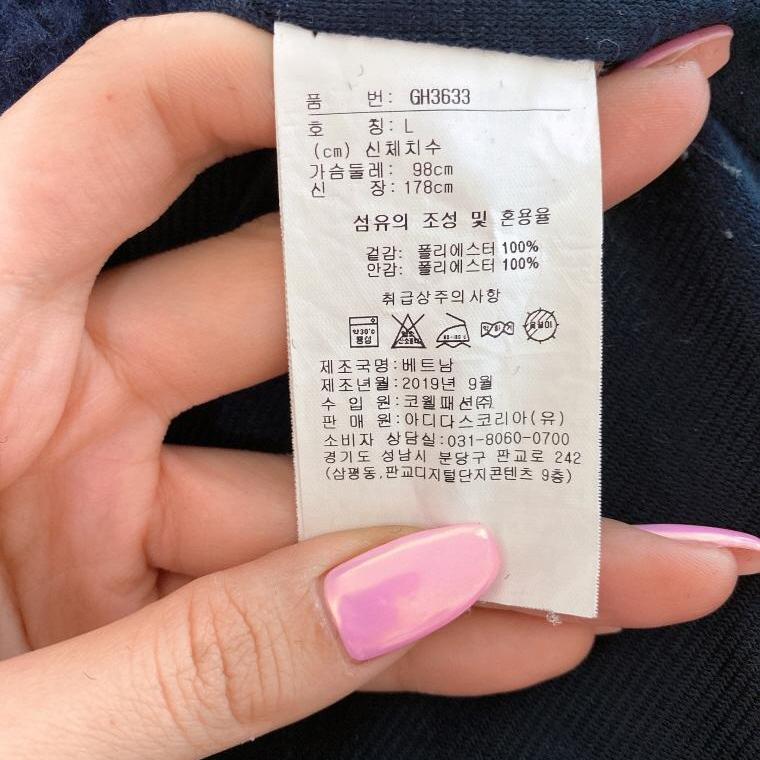 품 번: GH3633
호 칭: L
(cm) 신체치수
가슴둘레: 98cm
신 장: 178cm
섬유의 조성 및 혼용율
겉감: 폴리에스터 100%
안감: 폴리에스터 100%
취급상주의사항
약30℃ 중성
제조국명:베트남
제조년월:2019년 9월
수 입 원:코웰패션㈜
판 매 원:아디다스코리아(유)
소비자 상담실:031-8060-0700
경기도 성남시 분당구 판교로 242
(삼평동,판교디지털단지콘텐츠 9층)